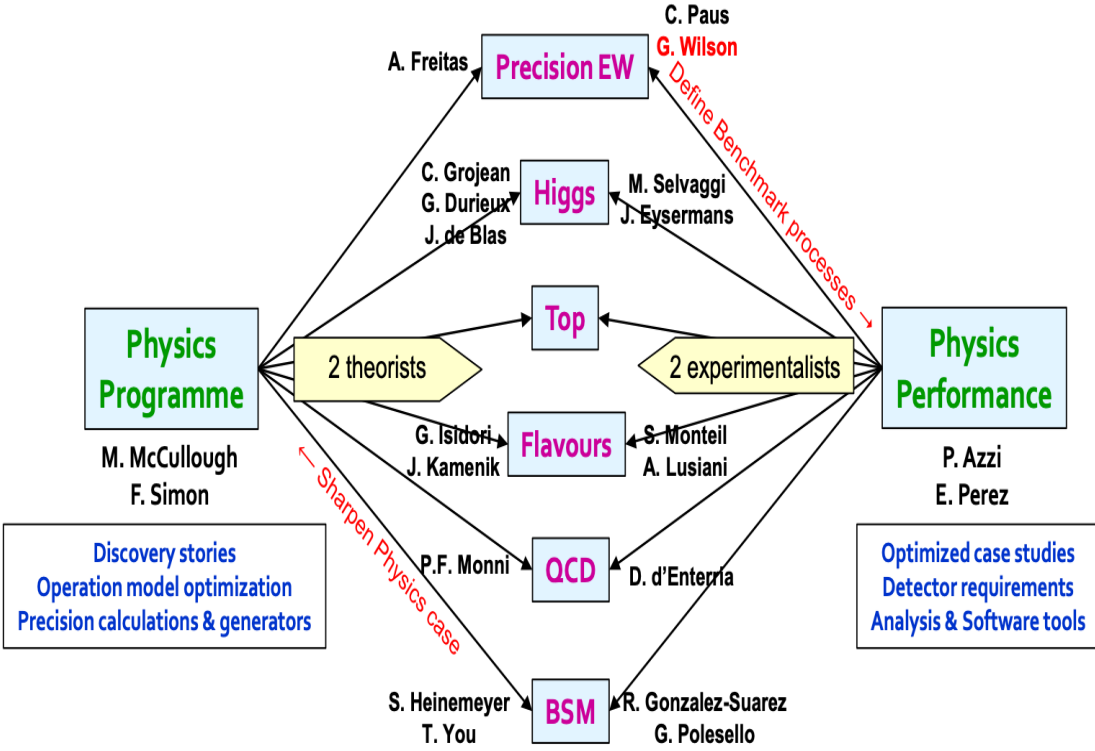 C. Paus
G. Wilson
A. Freitas
Precision EW
Define Benchmark processes →
C. Grojean
G. Durieux
J. de Blas
Higgs
M. Selvaggi
J. Eysermans
Top
Physics
Programme
2 theorists
2 experimentalists
Physics
Performance
M. McCullough
F. Simon
G. Isidori
J. Kamenik
Flavours
S. Monteil
A. Lusiani
P. Azzi
E. Perez
← Sharpen Physics case
Discovery stories
Operation model optimization
Precision calculations & generators
P.F. Monni
QCD
D. d’Enterria
Optimized case studies
Detector requirements
Analysis & Software tools
S. Heinemeyer
T. You
BSM
R. Gonzalez-Suarez
G. Polesello